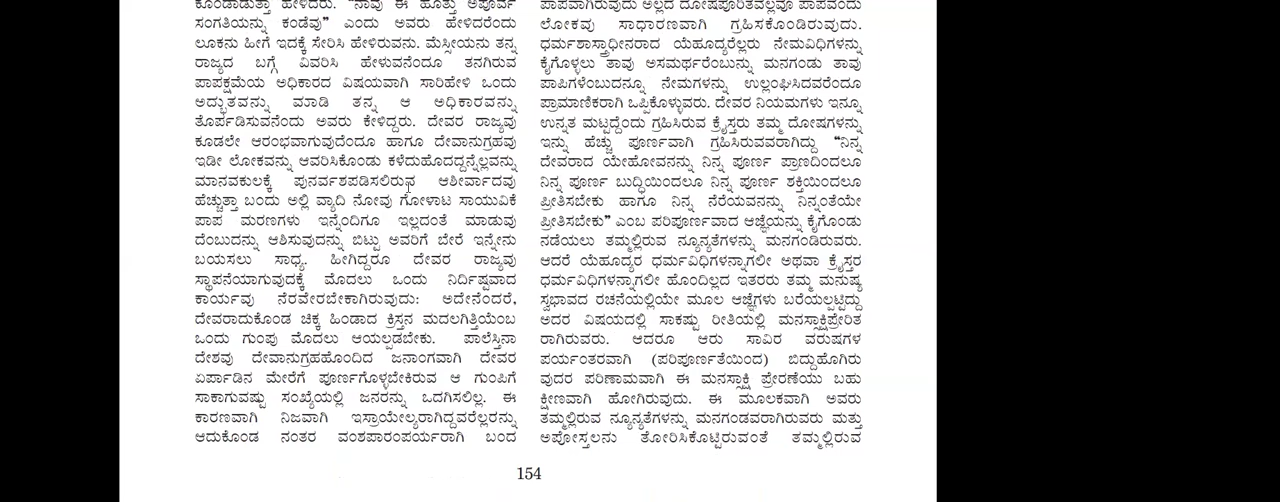 ಕೊಂಡಾಡುತ್ತಾ ಹೇಳಿದರು. “ನಾವು ಈ ಹೊತ್ತು ಅಪೂರ್ವ
ಸಂಗತಿಯನ್ನು ಕಂಡೆವು” ಎಂದು ಅವರು ಹೇಳಿದರೆಂದು
ಲೂಕನು ಹೀಗೆ ಇದಕ್ಕೆ ಸೇರಿಸಿ ಹೇಳಿರುವನು. ಮೆಸ್ಸೀಯನು ತನ್ನ
ರಾಜ್ಯದ ಬಗ್ಗೆ ವಿವರಿಸಿ ಹೇಳುವನೆಂದೂ ತನಗಿರುವ
ಪಾಪಕ್ಷಮೆಯ ಅಧಿಕಾರದ ವಿಷಯವಾಗಿ ಸಾರಿಹೇಳಿ ಒಂದು
ಅದ್ಭುತವನ್ನು ಮಾಡಿ ತನ್ನ ಆ ಅಧಿಕಾರವನ್ನು
ತೋರ್ಪಡಿಸುವನೆಂದು ಅವರು ಕೇಳಿದ್ದರು. ದೇವರ ರಾಜ್ಯವು
ಕೂಡಲೇ ಆರಂಭವಾಗುವುದೆಂದೂ ಹಾಗೂ ದೇವಾನುಗ್ರಹವು
ಇಡೀ ಲೋಕವನ್ನು ಆವರಿಸಿಕೊಂಡು ಕಳೆದುಹೋದದ್ದನ್ನೆಲ್ಲವನ್ನು
ಮಾನವಕುಲಕ್ಕೆ ಪುನರ್ವಶಪಡಿಸಲಿರುವ ಆಶೀರ್ವಾದವು
ಹೆಚ್ಚುತ್ತಾ ಬಂದು ಅಲ್ಲಿ ವ್ಯಾದಿ ನೋವು ಗೋಳಾಟ ಸಾಯುವಿಕೆ
ಪಾಪ ಮರಣಗಳು ಇನ್ನೆಂದಿಗೂ ಇಲ್ಲದಂತೆ ಮಾಡುವು
ದೆಂಬುದನ್ನು ಆಶಿಸುವುದನ್ನು ಬಿಟ್ಟು ಅವರಿಗೆ ಬೇರೆ ಇನ್ನೇನು
ಬಯಸಲು ಸಾಧ್ಯ. ಹೀಗಿದ್ದರೂ ದೇವರ ರಾಜ್ಯವು
ಸ್ಥಾಪನೆಯಾಗುವುದಕ್ಕೆ ಮೊದಲು ಒಂದು ನಿರ್ದಿಷ್ಟವಾದ
ಕಾರ್ಯವು ನೆರವೇರಬೇಕಾಗಿರುವುದು: ಅದೇನೆಂದರೆ,
ದೇವರಾದುಕೊಂಡ ಚಿಕ್ಕ ಹಿಂಡಾದ ಕ್ರಿಸ್ತನ ಮದಲಗಿತ್ತಿಯೆಂಬ
ಒಂದು ಗುಂಪು ಮೊದಲು ಆಯಲ್ಪಡಬೇಕು. ಪಾಲೆಸ್ತಿನಾ
ದೇಶವು ದೇವಾನುಗ್ರಹಹೊಂದಿದ ಜನಾಂಗವಾಗಿ ದೇವರ
ಏರ್ಪಾಡಿನ ಮೇರೆಗೆ ಪೂರ್ಣಗೊಳ್ಳಬೇಕಿರುವ ಆ ಗುಂಪಿಗೆ
ಸಾಕಾಗುವಷ್ಟು ಸಂಖ್ಯೆಯಲ್ಲಿ ಜನರನ್ನು ಒದಗಿಸಲಿಲ್ಲ. ಈ
ಕಾರಣವಾಗಿ ನಿಜವಾಗಿ ಇಸ್ರಾಯೇಲ್ಯರಾಗಿದ್ದವರೆಲ್ಲರನ್ನು
ಆದುಕೊಂಡ ನಂತರ ವಂಶಪಾರಂಪರ್ಯರಾಗಿ ಬಂದ
ಪಾಪವಾಗಿರುವುದು ಅಲ್ಲದೆ ದೋಷಪೂರಿತವಲ್ಲವೂ ಪಾಪವೆಂದು
ಲೋಕವು ಸಾಧಾರಣವಾಗಿ ಗ್ರಹಿಸಕೊಂಡಿರುವುದು.
ಧರ್ಮಶಾಸ್ತ್ರಾಧೀನರಾದ ಯೆಹೂದ್ಯರೆಲ್ಲರು ನೇಮವಿಧಿಗಳನ್ನು
ಕೈಗೊಳ್ಳಲು ತಾವು ಅಸಮರ್ಥರೆಂಬುನ್ನು ಮನಗಂಡು ತಾವು
ಪಾಪಿಗಳೆಂಬುದನ್ನೂ ನೇಮಗಳನ್ನು ಉಲ್ಲಂಘಿಸಿದವರೆಂದೂ
ಪ್ರಾಮಾಣಿಕರಾಗಿ ಒಪ್ಪಿಕೊಳ್ಳುವರು. ದೇವರ ನಿಯಮಗಳು ಇನ್ನೂ
ಉನ್ನತ ಮಟ್ಟದ್ದೆಂದು ಗ್ರಹಿಸಿರುವ ಕ್ರೈಸ್ತರು ತಮ್ಮ ದೋಷಗಳನ್ನು
ಇನ್ನು ಹೆಚ್ಚು ಪೂರ್ಣವಾಗಿ ಗ್ರಹಿಸಿರುವವರಾಗಿದ್ದು “ನಿನ್ನ
ದೇವರಾದ ಯೇಹೋವನನ್ನು ನಿನ್ನ ಪೂರ್ಣ ಪ್ರಾಣದಿಂದಲೂ
ನಿನ್ನ ಪೂರ್ಣ ಬುದ್ಧಿಯಿಂದಲೂ ನಿನ್ನ ಪೂರ್ಣ ಶಕ್ತಿಯಿಂದಲೂ
ಪ್ರೀತಿಸಬೇಕು ಹಾಗೂ ನಿನ್ನ ನೆರೆಯವನನ್ನು ನಿನ್ನಂತೆಯೇ
ಪ್ರೀತಿಸಬೇಕು” ಎಂಬ ಪರಿಪೂರ್ಣವಾದ ಆಜ್ಞೆಯನ್ನು ಕೈಗೊಂಡು
ನಡೆಯಲು ತಮ್ಮಲ್ಲಿರುವ ನ್ಯೂನ್ಯತೆಗಳನ್ನು ಮನಗಂಡಿರುವರು.
ಆದರೆ ಯೆಹೂದ್ಯರ ಧರ್ಮವಿಧಿಗಳನ್ನಾಗಲೀ ಅಥವಾ ಕ್ರೈಸ್ತರ
ಧರ್ಮವಿಧಿಗಳನ್ನಾಗಲೀ ಹೊಂದಿಲ್ಲದ ಇತರರು ತಮ್ಮ ಮನುಷ್ಯ
ಸ್ವಭಾವದ ರಚನೆಯಲ್ಲಿಯೇ ಮೂಲ ಆಜ್ಞೆಗಳು ಬರೆಯಲ್ಪಟ್ಟಿದ್ದು
ಅದರ ವಿಷಯದಲ್ಲಿ ಸಾಕಷ್ಟು ರೀತಿಯಲ್ಲಿ ಮನಸ್ಸಾಕ್ಷಿಪ್ರೇರಿತ
ರಾಗಿರುವರು. ಆದರೂ ಆರು ಸಾವಿರ ವರುಷಗಳ
ಪರ್ಯಂತರವಾಗಿ (ಪರಿಪೂರ್ಣತೆಯಿಂದ) ಬಿದ್ದುಹೊಗಿರು
ವುದರ ಪರಿಣಾಮವಾಗಿ ಈ ಮನಸ್ಸಾಕ್ಷಿ ಪ್ರೇರಣೆಯು ಬಹು
ಕ್ಷೀಣವಾಗಿ ಹೋಗಿರುವುದು. ಈ ಮೂಲಕವಾಗಿ ಅವರು
ತಮ್ಮಲ್ಲಿರುವ ನ್ಯೂನ್ಯತೆಗಳನ್ನು ಮನಗಂಡವರಾಗಿರುವರು ಮತ್ತು
ಅಪೋಸ್ತಲನು ತೋರಿಸಿಕೊಟ್ಟಿರುವಂತೆ ತಮ್ಮಲ್ಲಿರುವ
154